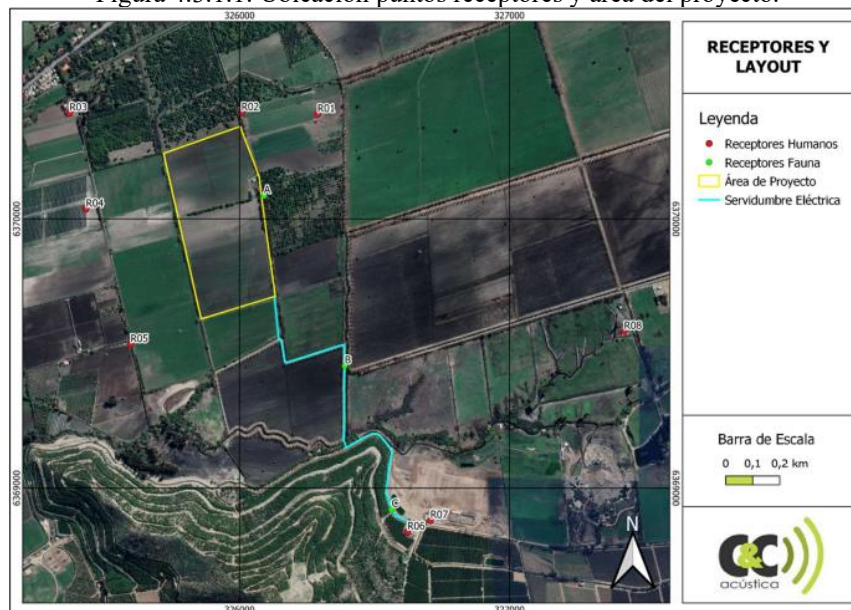 Figura 4.5.1.1. Ubicación puntos receptores y área del proyecto.
326000
327000
RECEPTORES Y
LAYOUT
Leyenda
Receptores Humanos
Receptores Fauna
Área de Proyecto
Servidumbre Eléctrica
R03
R02
R01
A
R04
6370000
6370000
R05
R08
B
6369000
6369000
C
R07
R06
N
326000
327000
Barra de Escala
0 0,1 0,2 km
C&C
acústica